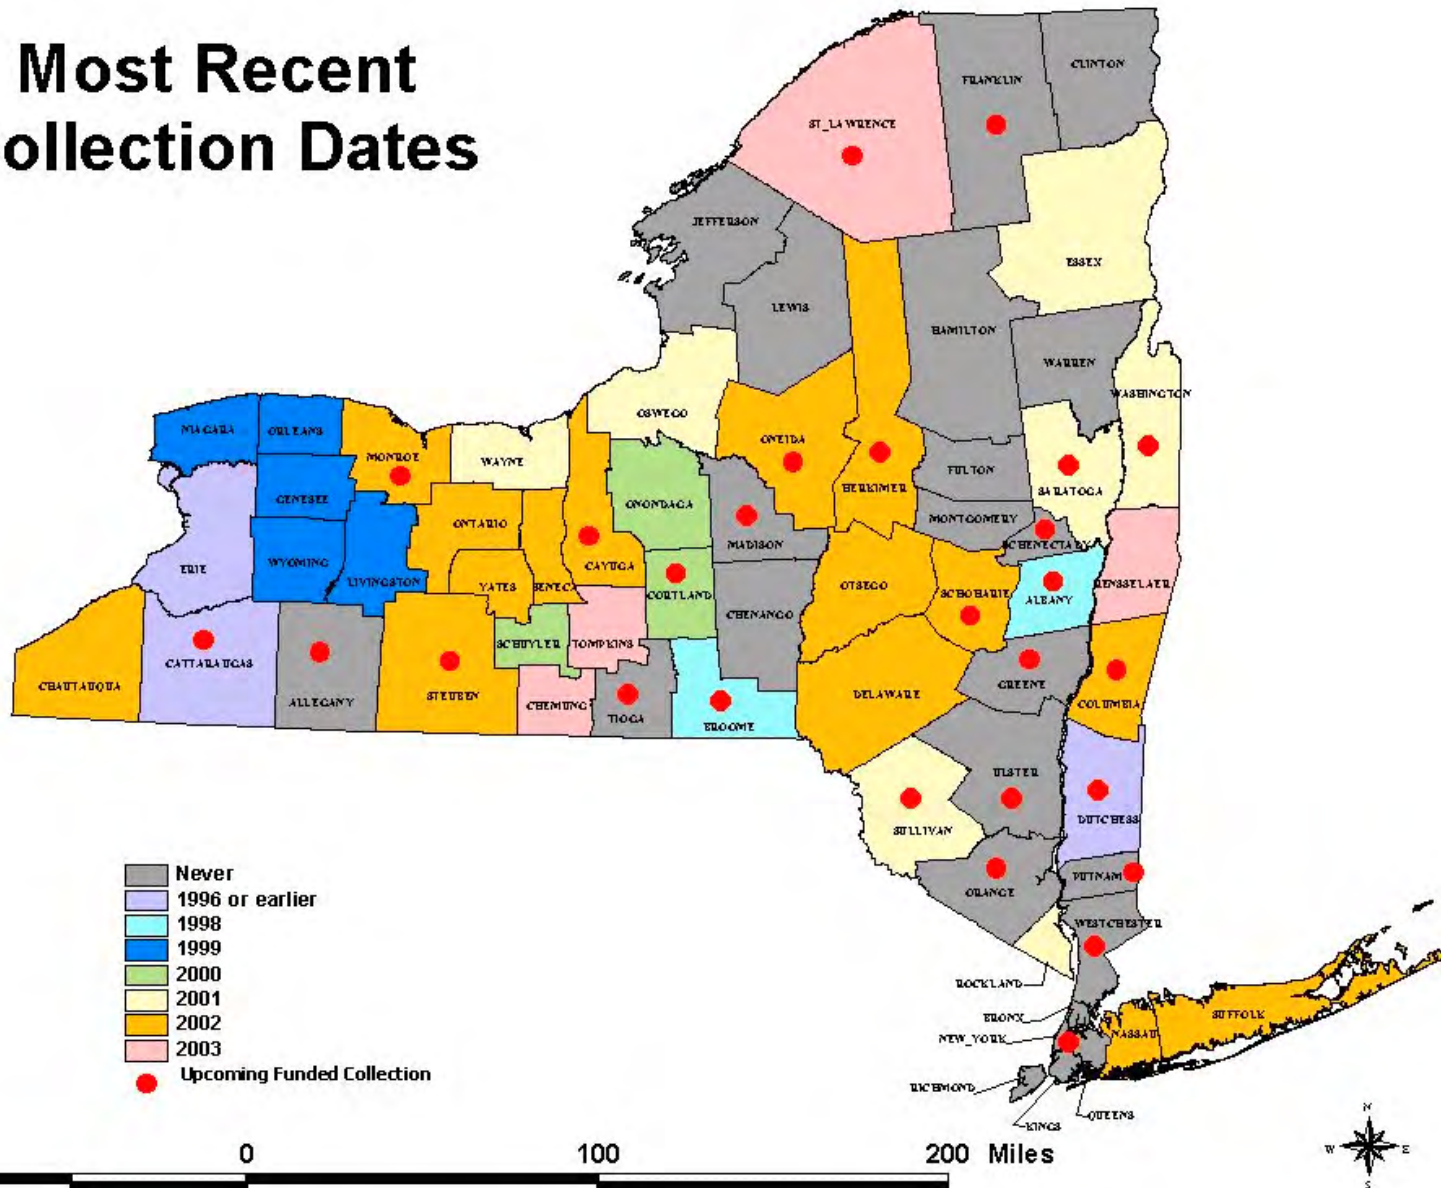 Most Recent
ollection Dates
CLINTON
FRANKLIN
ST_LAWRENCE
JEFFERSON
ESSEX
LEWIS
HAMILTON
WARREN
WASHINGTON
OSWEGO
NIAGARA
ORLEANS
MONROE
WAYNE
ONEIDA
HERKIMER
FULTON
SARATOGA
GENESEE
ONONDAGA
MONTGOMERY
ONTARIO
MADISON
SCHENECTADY
WYOMING
ERIE
LIVINGSTON
YATES
SENECA
CAYUGA
CORTLAND
OTSEGO
SCHOHARIE
ALBANY
RENSSELAER
CHENANGO
SCHUYLER
TOMPKINS
CATTARAUGAS
CHAUTAUQUA
ALLEGANY
STEUBEN
CHEMUNG
TIOGA
BROOME
DELAWARE
GREENE
COLUMBIA
ULSTER
SULLIVAN
DUTCHESS
ORANGE
PUTNAM
WESTCHESTER
ROCKLAND
BRONX
NEW_YORK
NASSAU
SUFFOLK
RICHMOND
KINGS
QUEENS
Never
1996 or earlier
1998
1999
2000
2001
2002
2003
Upcoming Funded Collection
0 100 200 Miles
N
W E
S